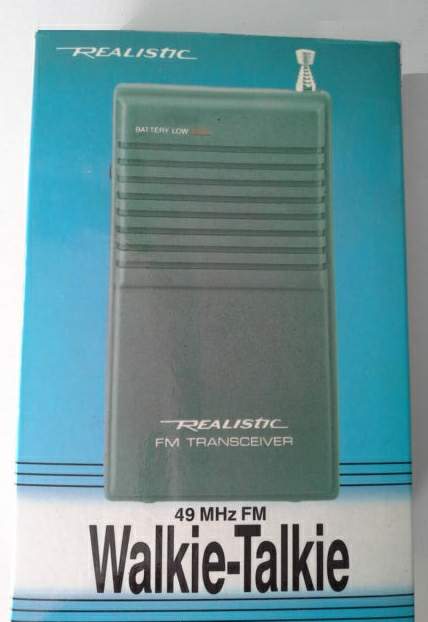 REALISTIC
BATTERY LOW
REALISTIC
FM TRANSCEIVER
49 MHz FM
Walkie-Talkie